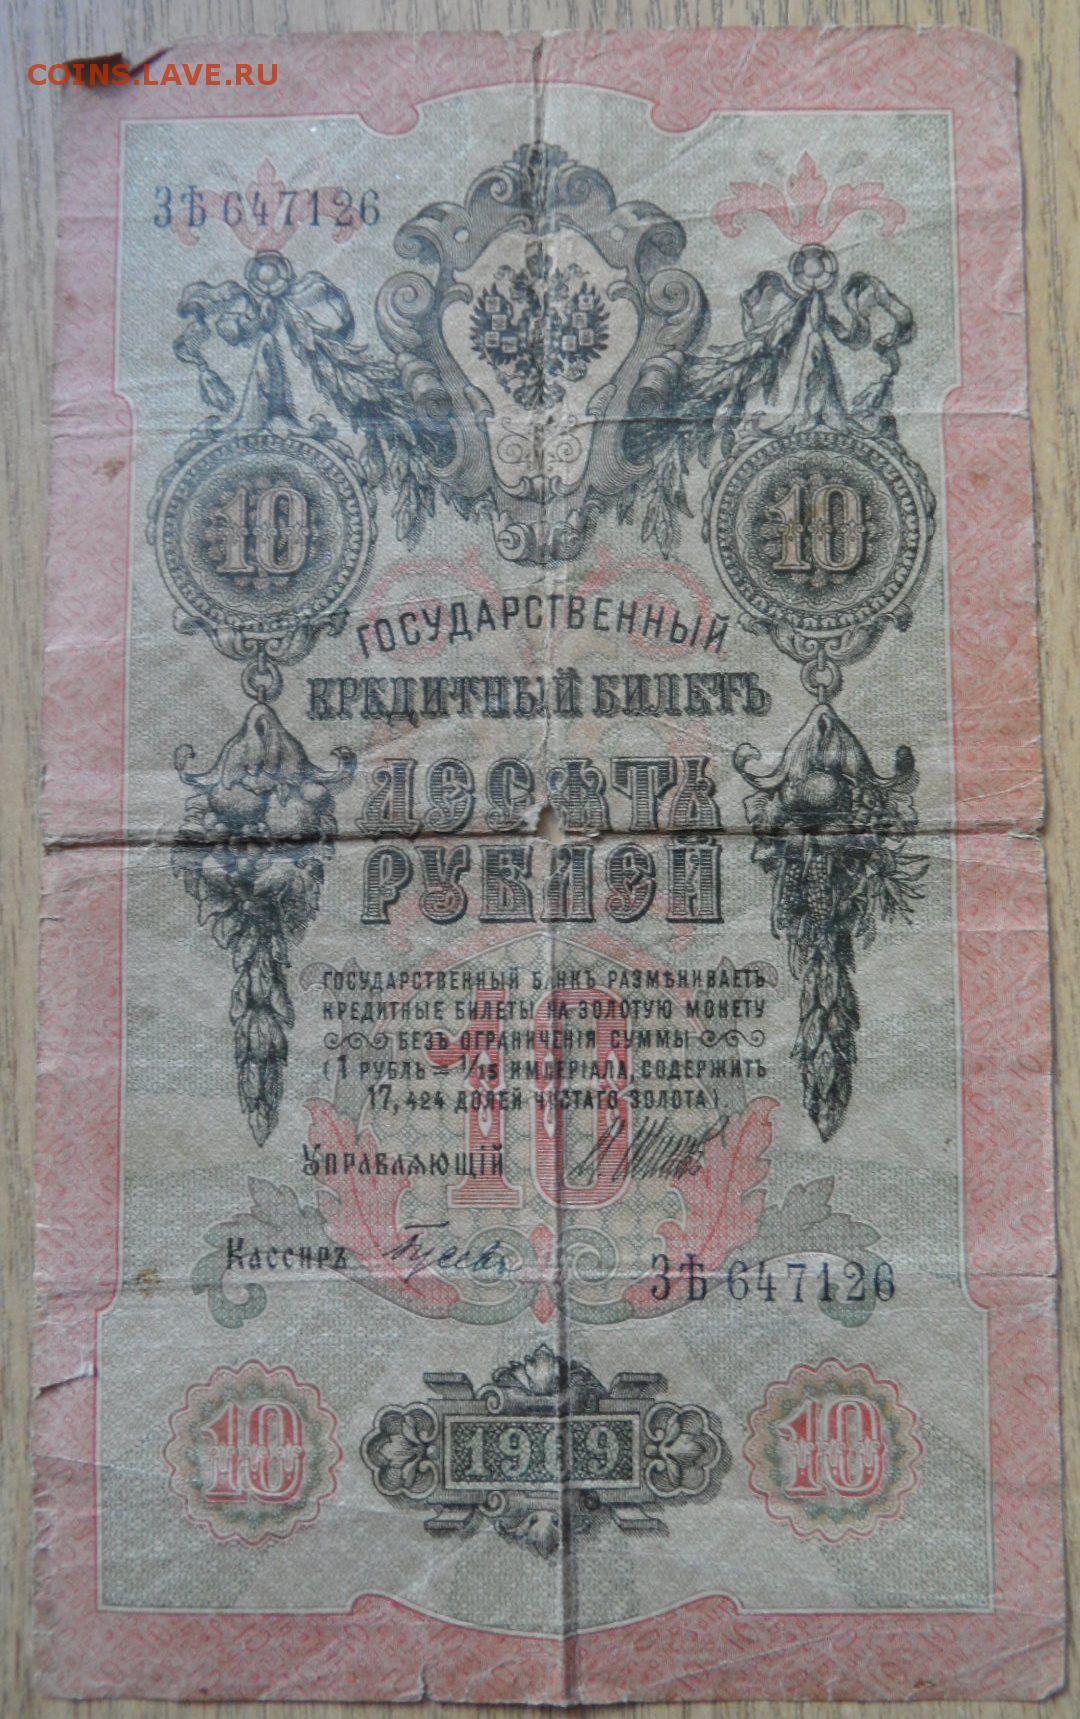 COINS.LAVE.RU
ЗѢ 647126
10 10
ГОСУДАРСТВЕННЫЙ
КРЕДИТНЫЙ БИЛЕТЪ
ДЕСЯТЬ
РУБЛЕЙ
ГОСУДАРСТВЕННЫЙ БАНКЪ РАЗМѢНИВАЕТЪ
КРЕДИТНЫЕ БИЛЕТЫ НА ЗОЛОТУЮ МОНЕТУ
БЕЗЪ ОГРАНИЧЕНІЯ СУММЫ
(1 РУБЛЬ = 1/15 ИМПЕРІАЛА, СОДЕРЖИТЪ
17,424 ДОЛЕЙ ЧИСТАГО ЗОЛОТА).
10
УПРАВЛЯЮЩІЙ
КАССИРЪ
ЗѢ 647126
10 1909 10